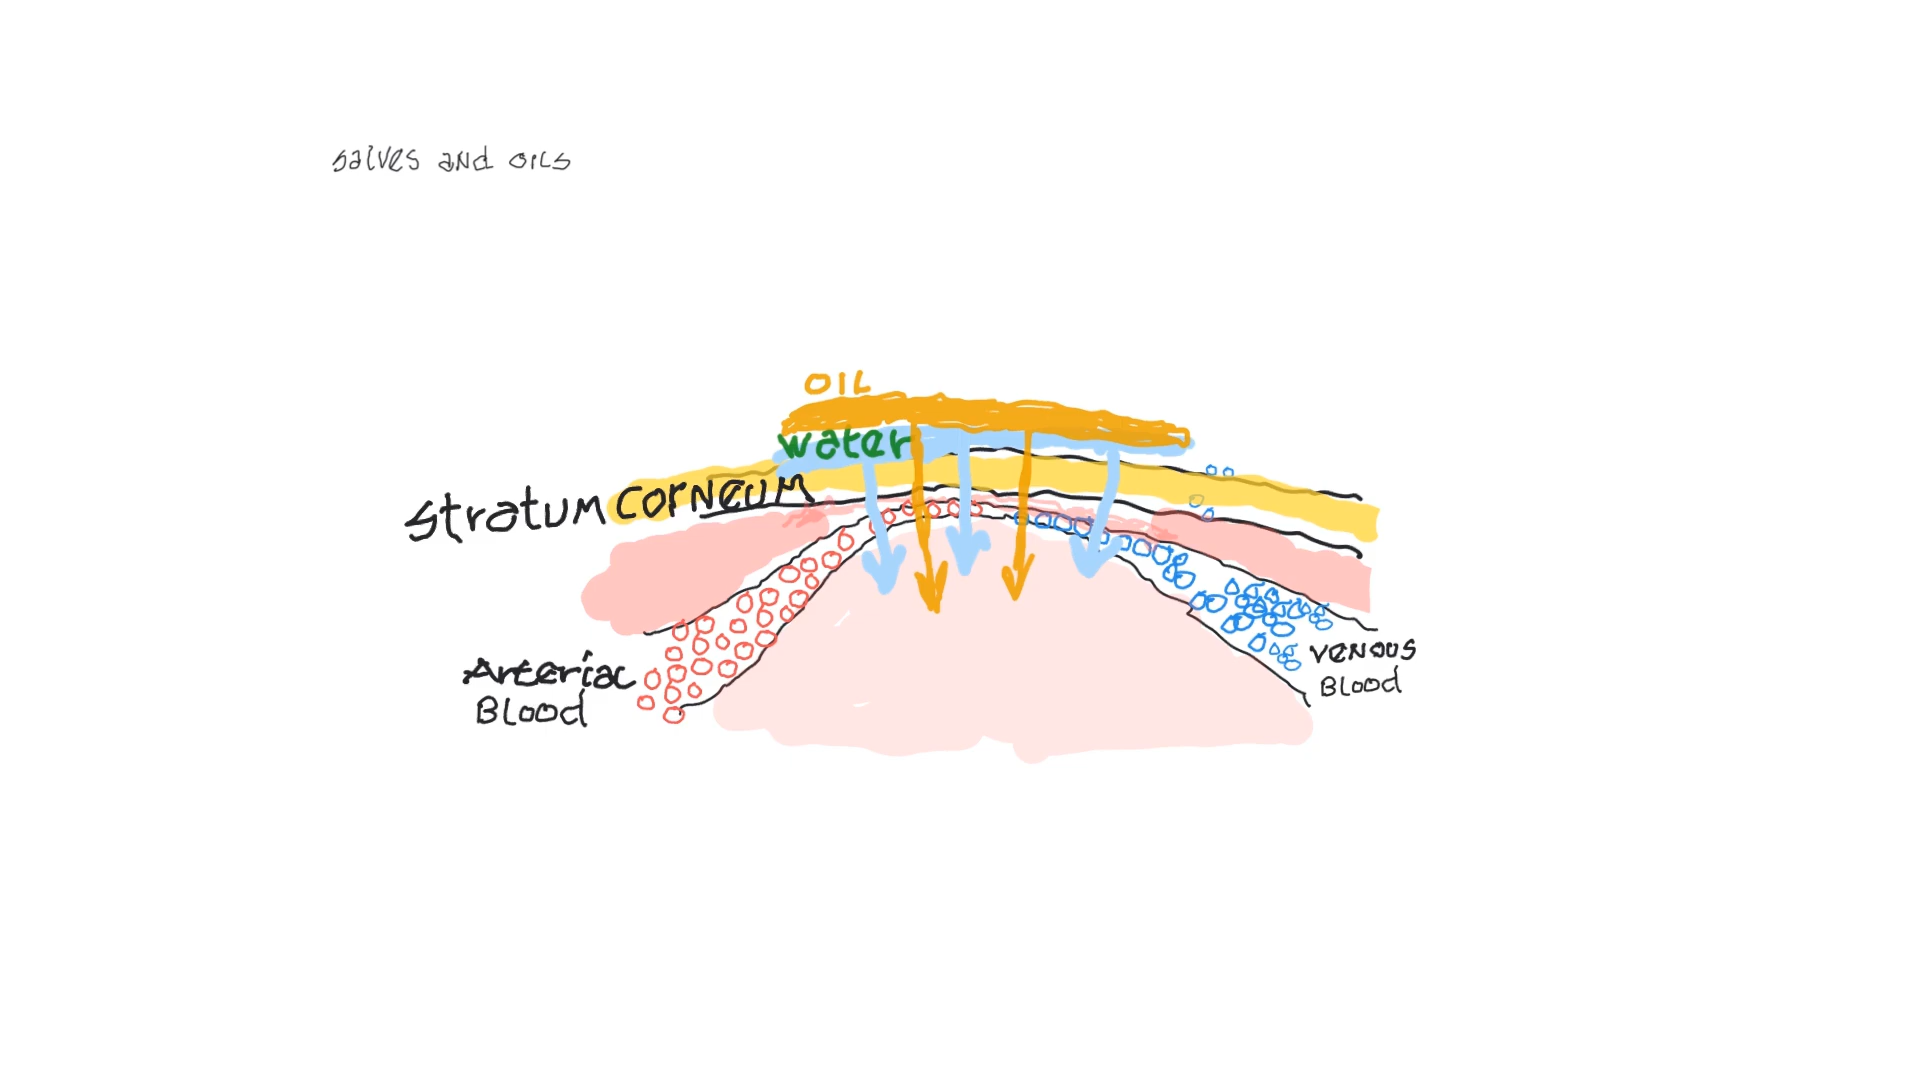 salves and oils
OIL
water
stratum corneum
Arterial
Blood
venous
Blood